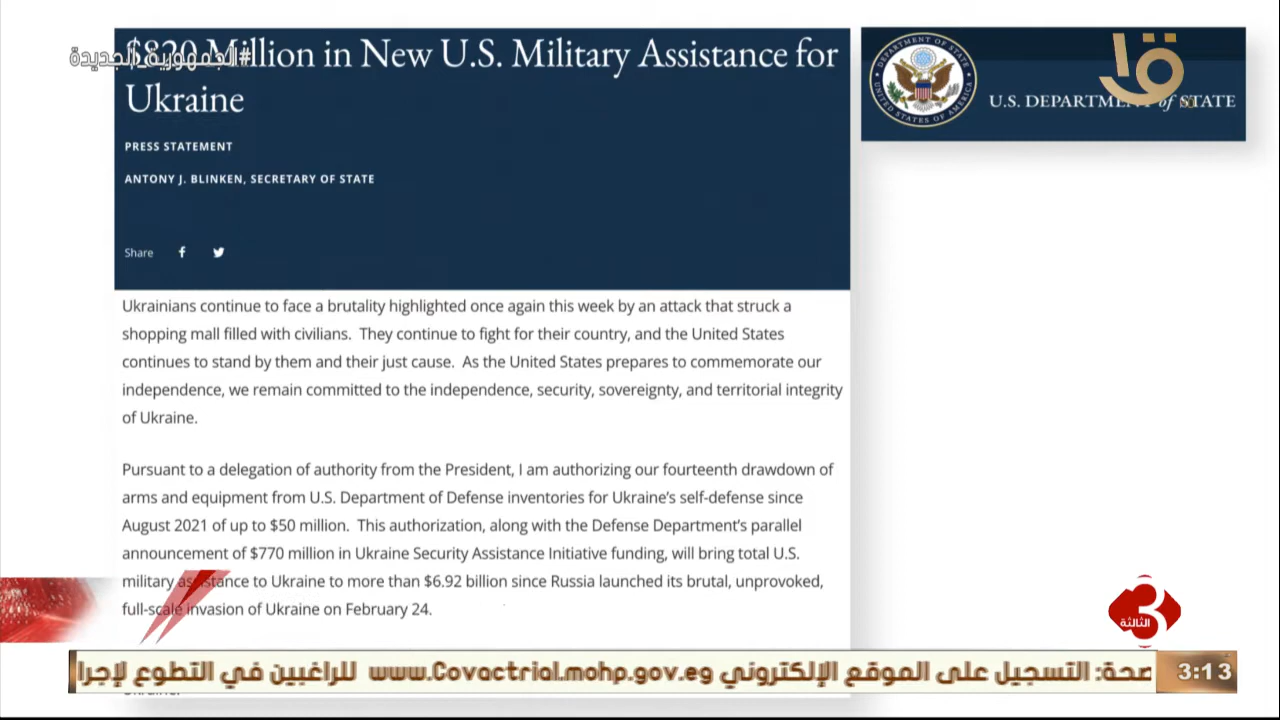 $820 Million in New U.S. Military Assistance for
Ukraine
#الجمهورية_الجديدة
U.S. DEPARTMENT of STATE
DEPARTMENT OF STATE
UNITED STATES OF AMERICA
PRESS STATEMENT
ANTONY J. BLINKEN, SECRETARY OF STATE
Share
Ukrainians continue to face a brutality highlighted once again this week by an attack that struck a
shopping mall filled with civilians. They continue to fight for their country, and the United States
continues to stand by them and their just cause. As the United States prepares to commemorate our
independence, we remain committed to the independence, security, sovereignty, and territorial integrity
of Ukraine.
Pursuant to a delegation of authority from the President, I am authorizing our fourteenth drawdown of
arms and equipment from U.S. Department of Defense inventories for Ukraine's self-defense since
August 2021 of up to $50 million. This authorization, along with the Defense Department's parallel
announcement of $770 million in Ukraine Security Assistance Initiative funding, will bring total U.S.
military assistance to Ukraine to more than $6.92 billion since Russia launched its brutal, unprovoked,
full-scale invasion of Ukraine on February 24.
3 الثالثة
صحة: التسجيل على الموقع الإلكتروني www.Covactrial.mohp.gov.eg للراغبين في التطوع لإجرا
3:13